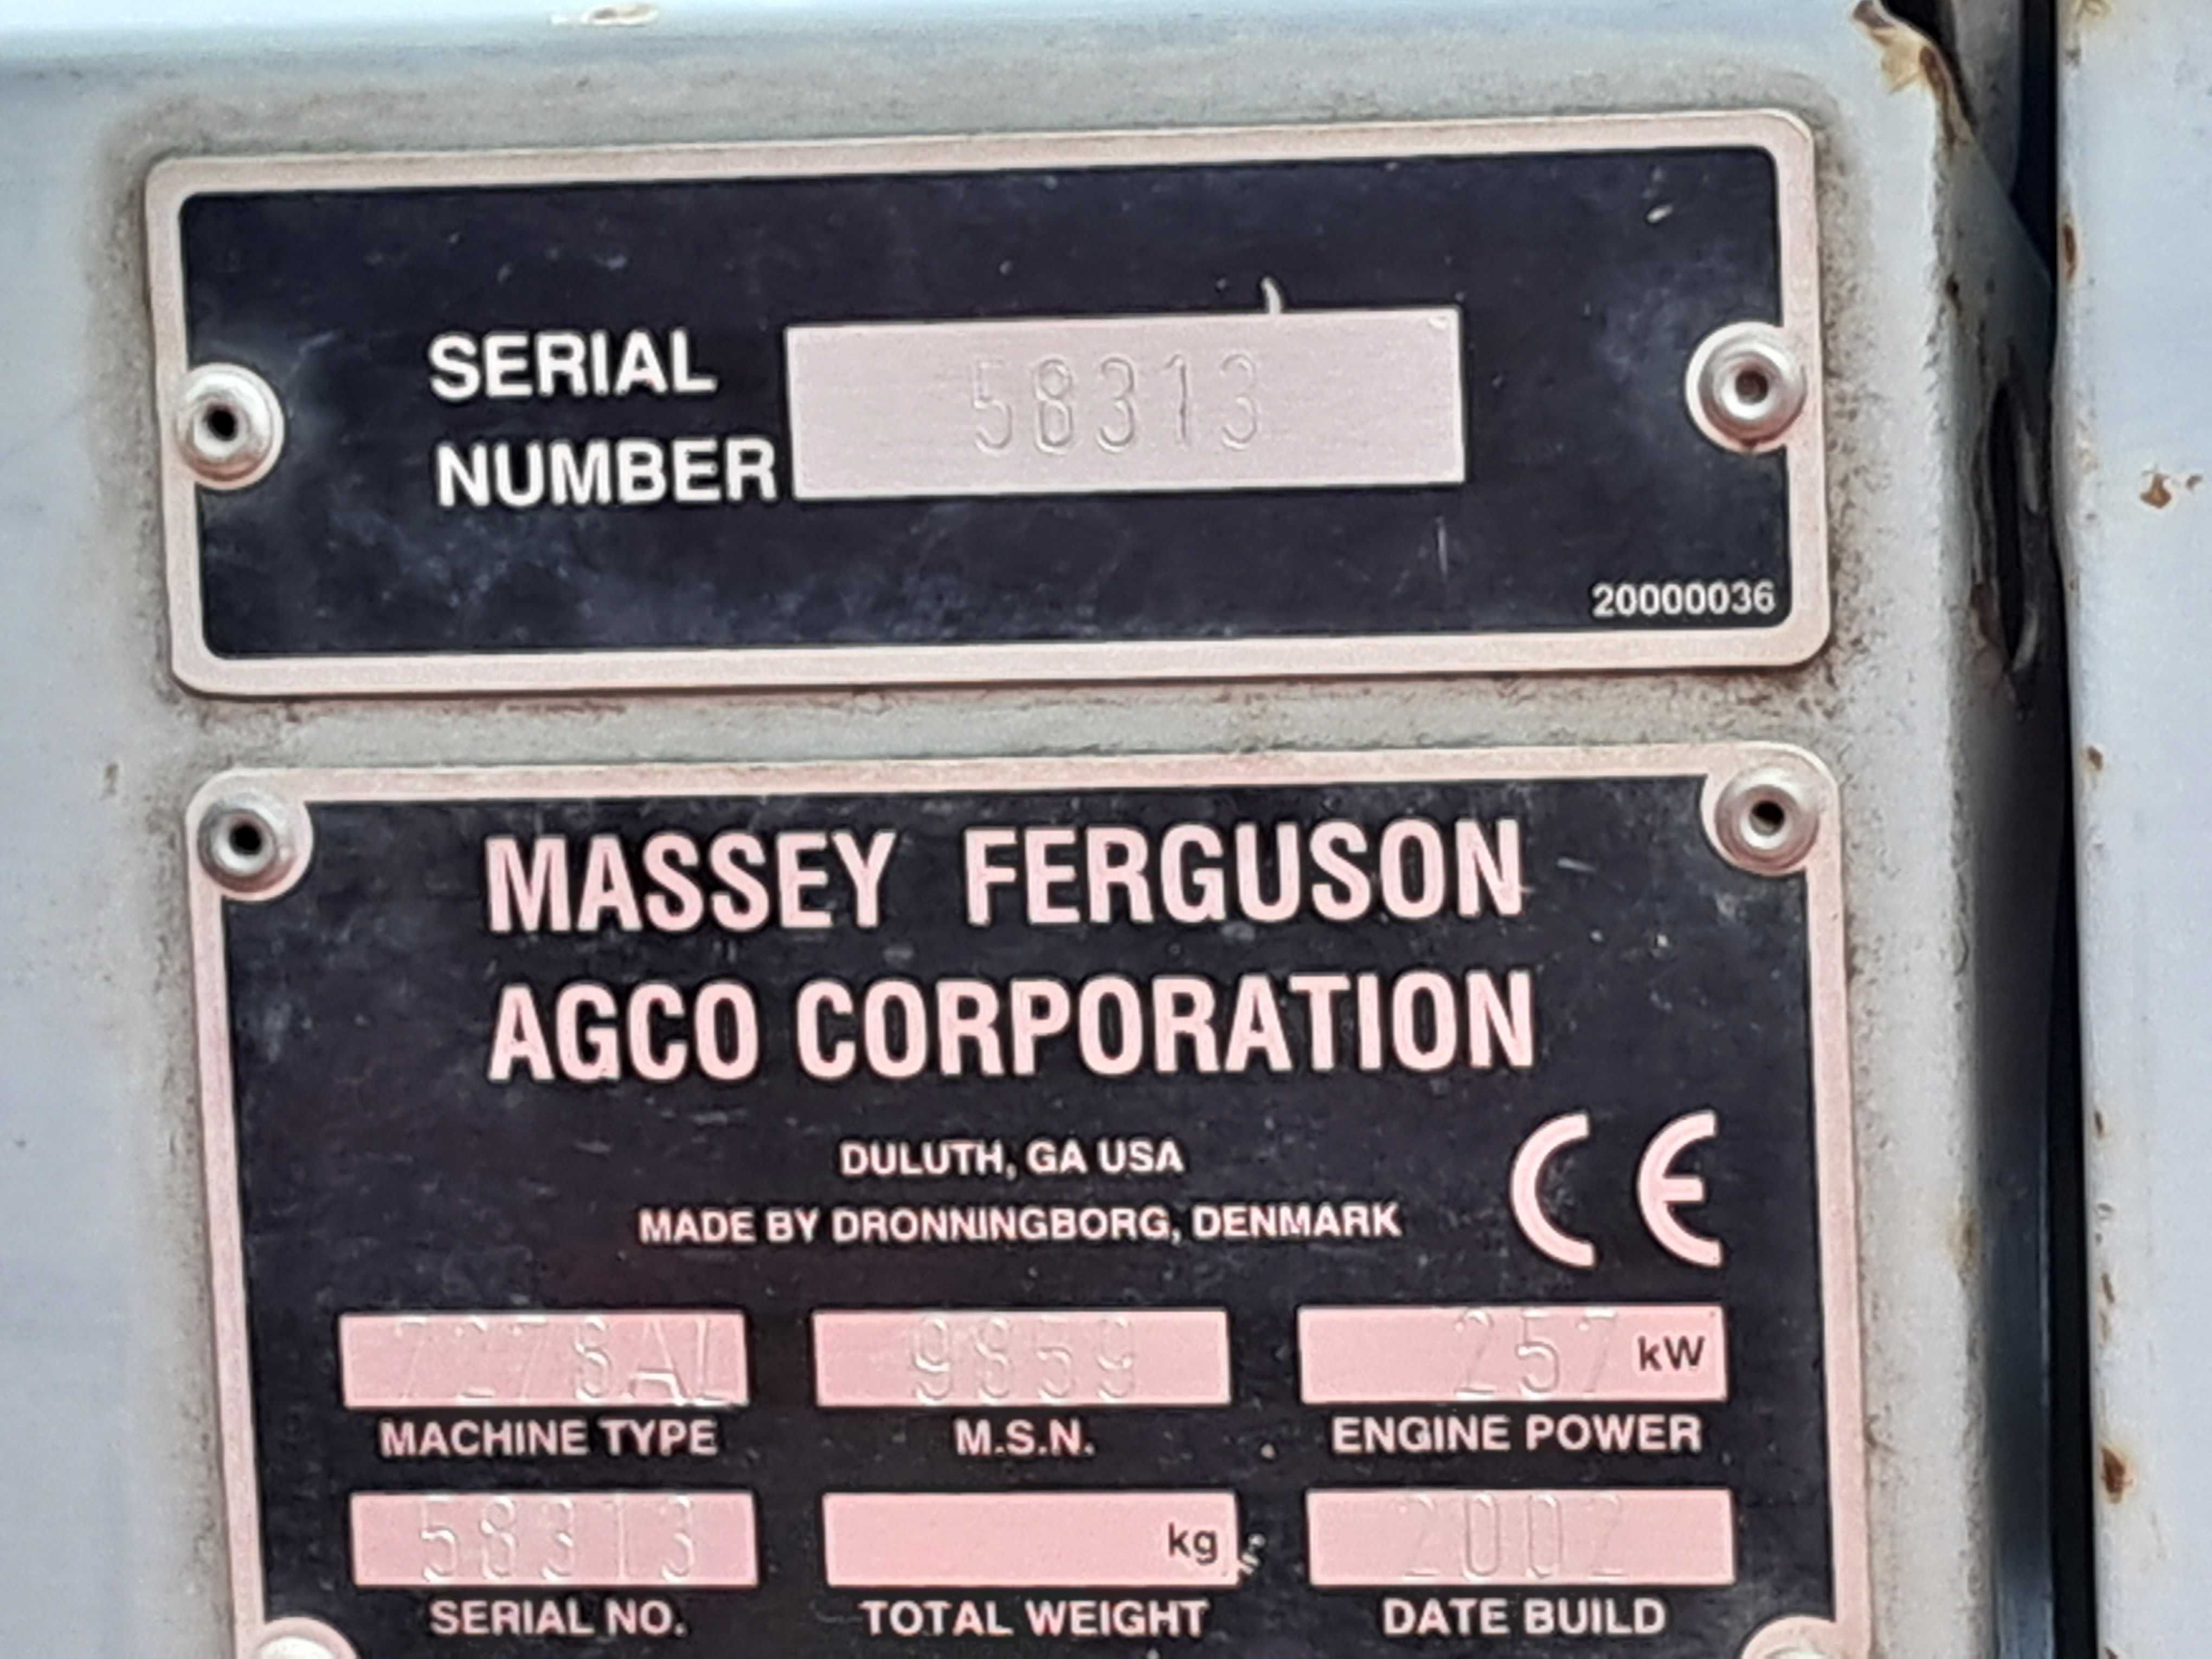 SERIAL
NUMBER 58313
20000036
MASSEY FERGUSON
AGCO CORPORATION
DULUTH, GA USA
MADE BY DRONNINGBORG, DENMARK
CE
7278AL 9859 257 kW
MACHINE TYPE M.S.N. ENGINE POWER
58313 kg 2002
SERIAL NO. TOTAL WEIGHT DATE BUILD